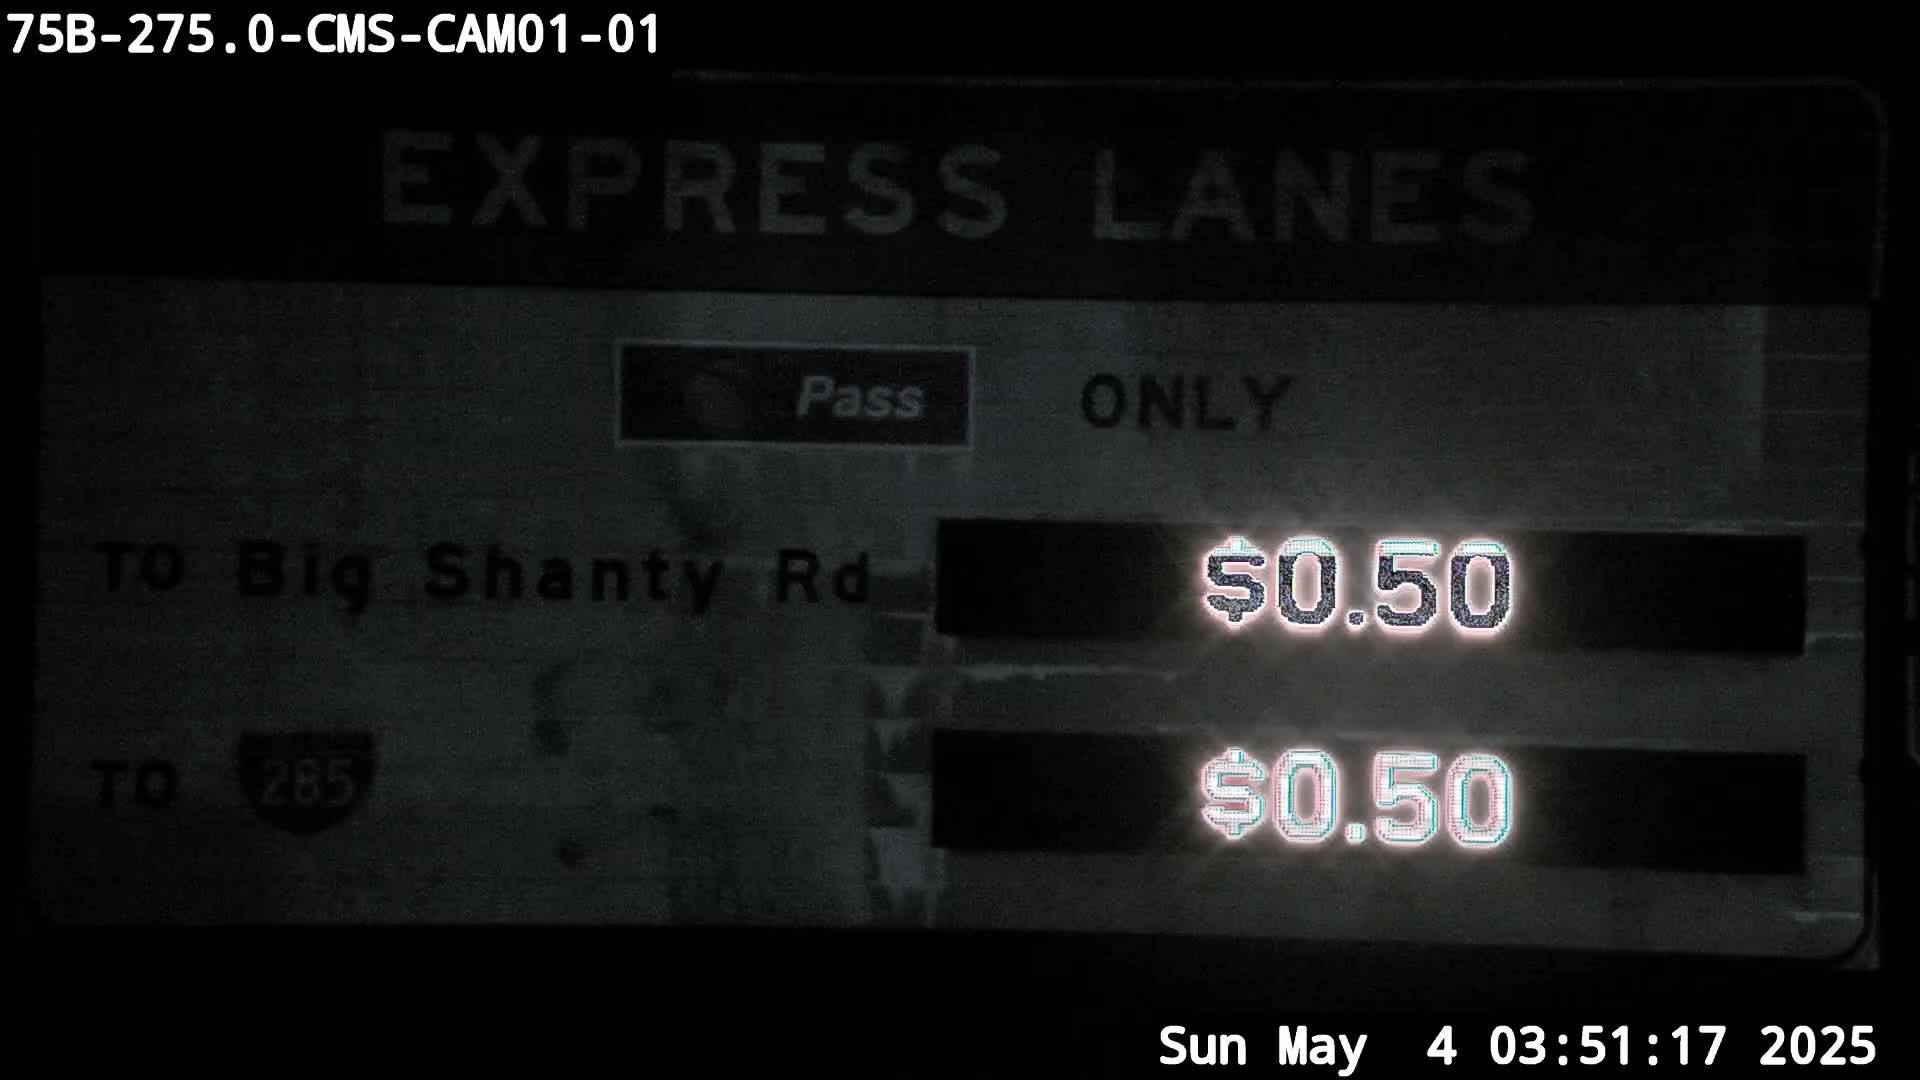 75B-275.0-CMS-CAM01-01
EXPRESS LANES
Pass ONLY
TO Big Shanty Rd $0.50
TO 285 $0.50
Sun May 4 03:51:17 2025